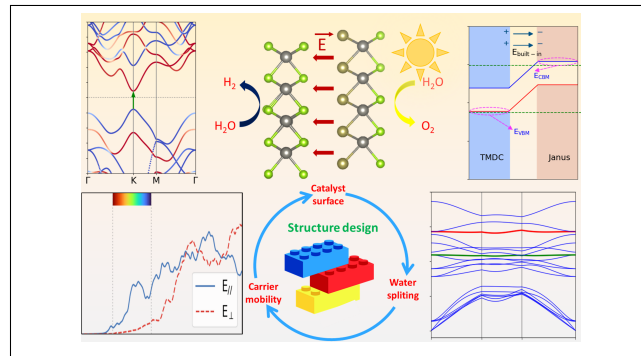 E
H₂
H₂O
H₂O
O₂
+ −
+ −
E_built-in
E_CBM
E_VBM
TMDC
Janus
Γ K M Γ
Catalyst
surface
Structure design
Carrier
mobility
Water
spliting
E_//
E_⊥